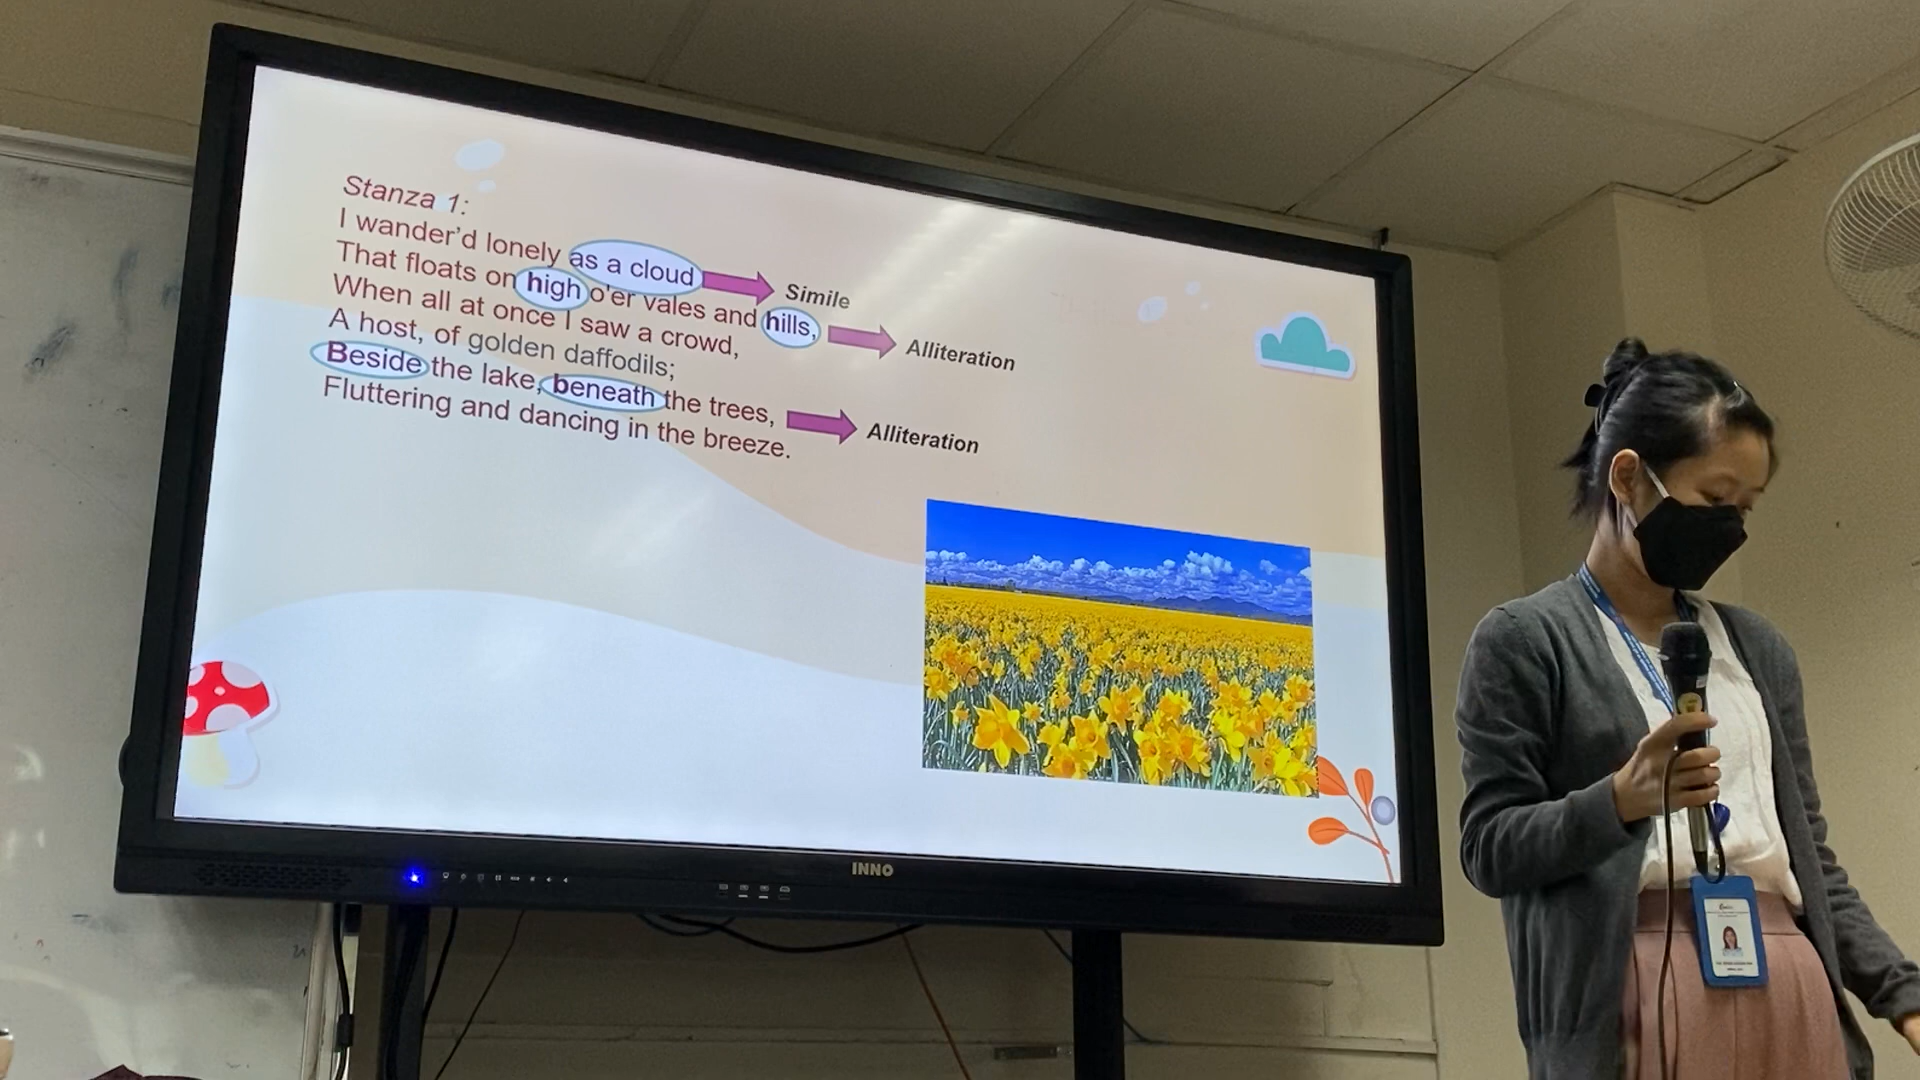 Stanza 1:
I wander'd lonely as a cloud
Simile
That floats on high o'er vales and hills,
Alliteration
When all at once I saw a crowd,
A host, of golden daffodils;
Beside the lake, beneath the trees,
Alliteration
Fluttering and dancing in the breeze.
INNO